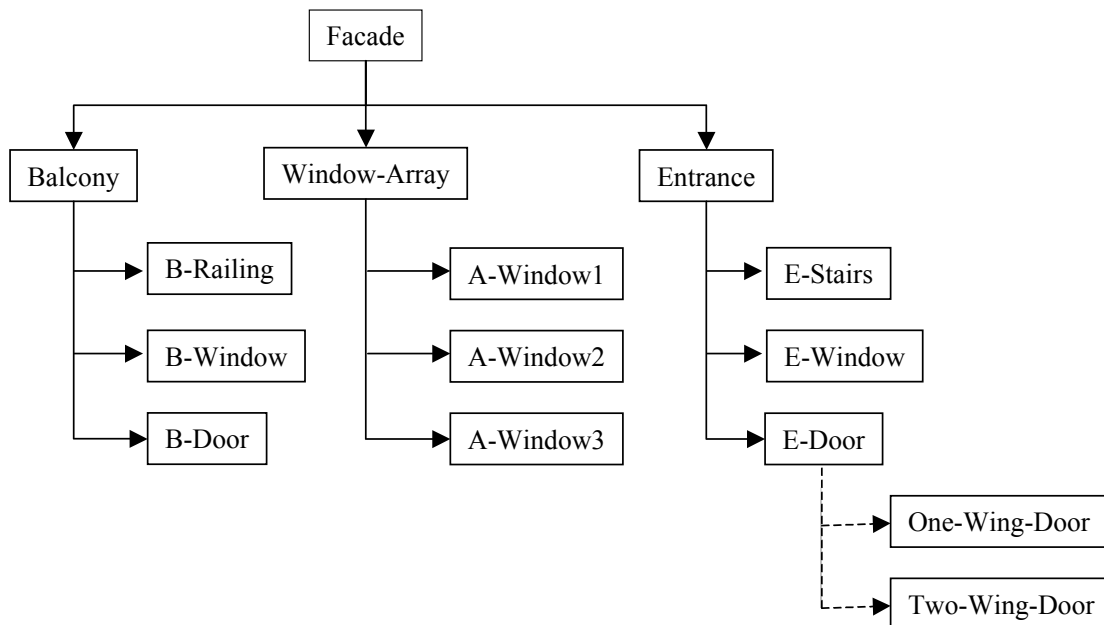 Facade
Balcony
Window-Array
Entrance
B-Railing
A-Window1
E-Stairs
B-Window
A-Window2
E-Window
B-Door
A-Window3
E-Door
One-Wing-Door
Two-Wing-Door